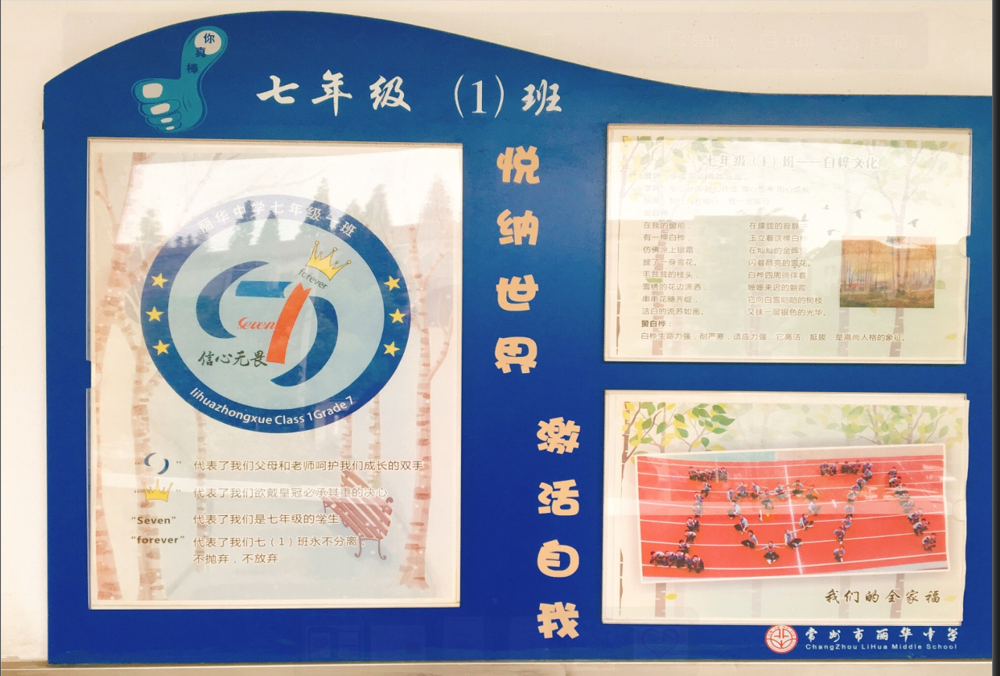 你真棒
七年级（1）班
丽华中学七年级一班
forever
Seven
信心无畏
lihuazhongxue Class 1Grade 7
“ ” 代表了我们父母和老师呵护我们成长的双手
“ ” 代表了我们欲戴皇冠必承其重的决心
“Seven” 代表了我们是七年级的学生
“forever” 代表了我们七（1）班永不分离，
不抛弃，不放弃
悦纳世界
激活自我
七年级（1）班——白桦文化
在我的窗前，
有一棵白桦，
仿佛涂上银霜，
披了一身雪花。
毛茸茸的枝头，
雪绣的花边潇洒，
串串花穗齐绽，
洁白的流苏如画。
在朦胧的寂静
玉立着这棵白
在灿灿的金晖
闪着晶亮的雪花。
白桦四周徜徉着
姗姗来迟的朝霞
它向白雪皑皑的树枝
又抹一层银色的光华。
赞白桦：
白桦生命力强，耐严寒，适应力强，它高洁、挺拔，是高尚人格的象征。
我们的全家福
常州市丽华中学
ChangZhou LiHua Middle School